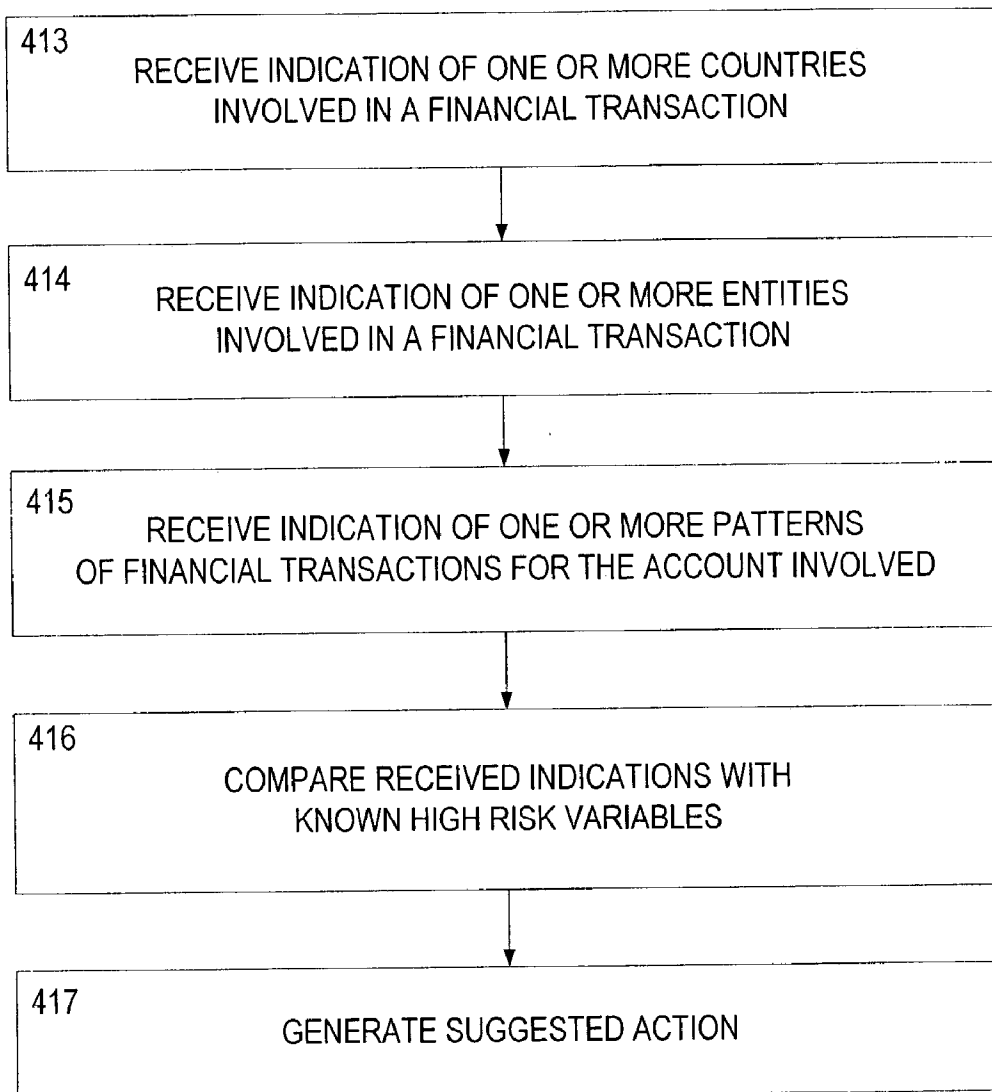 413
RECEIVE INDICATION OF ONE OR MORE COUNTRIES
INVOLVED IN A FINANCIAL TRANSACTION
414
RECEIVE INDICATION OF ONE OR MORE ENTITIES
INVOLVED IN A FINANCIAL TRANSACTION
415
RECEIVE INDICATION OF ONE OR MORE PATTERNS
OF FINANCIAL TRANSACTIONS FOR THE ACCOUNT INVOLVED
416
COMPARE RECEIVED INDICATIONS WITH
KNOWN HIGH RISK VARIABLES
417
GENERATE SUGGESTED ACTION